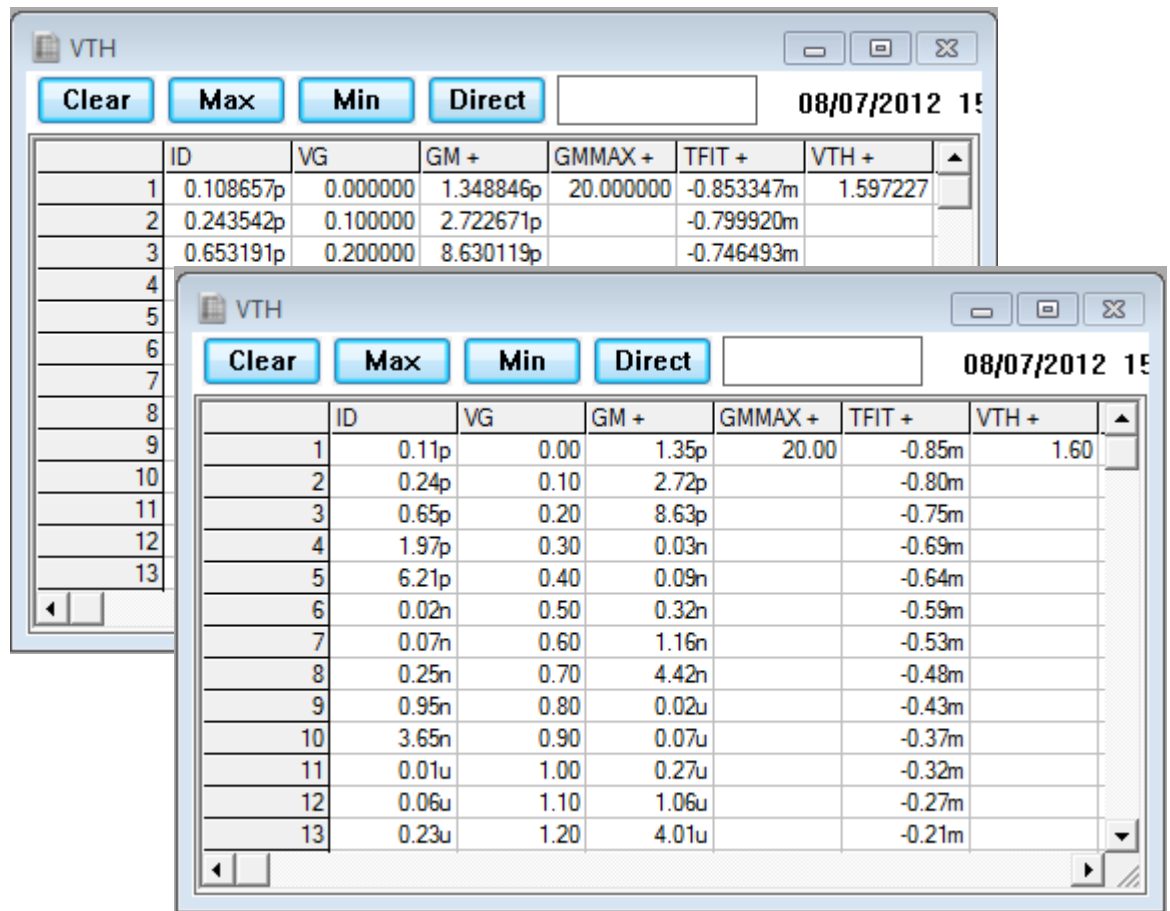 VTH
Clear Max Min Direct 08/07/2012 15
ID VG GM + GMMAX + TFIT + VTH +
1 0.108657p 0.000000 1.348846p 20.000000 -0.853347m 1.597227
2 0.243542p 0.100000 2.722671p -0.799920m
3 0.653191p 0.200000 8.630119p -0.746493m
4
5
6
7
8
9
10
11
12
13
VTH
Clear Max Min Direct 08/07/2012 15
ID VG GM + GMMAX + TFIT + VTH +
1 0.11p 0.00 1.35p 20.00 -0.85m 1.60
2 0.24p 0.10 2.72p -0.80m
3 0.65p 0.20 8.63p -0.75m
4 1.97p 0.30 0.03n -0.69m
5 6.21p 0.40 0.09n -0.64m
6 0.02n 0.50 0.32n -0.59m
7 0.07n 0.60 1.16n -0.53m
8 0.25n 0.70 4.42n -0.48m
9 0.95n 0.80 0.02u -0.43m
10 3.65n 0.90 0.07u -0.37m
11 0.01u 1.00 0.27u -0.32m
12 0.06u 1.10 1.06u -0.27m
13 0.23u 1.20 4.01u -0.21m